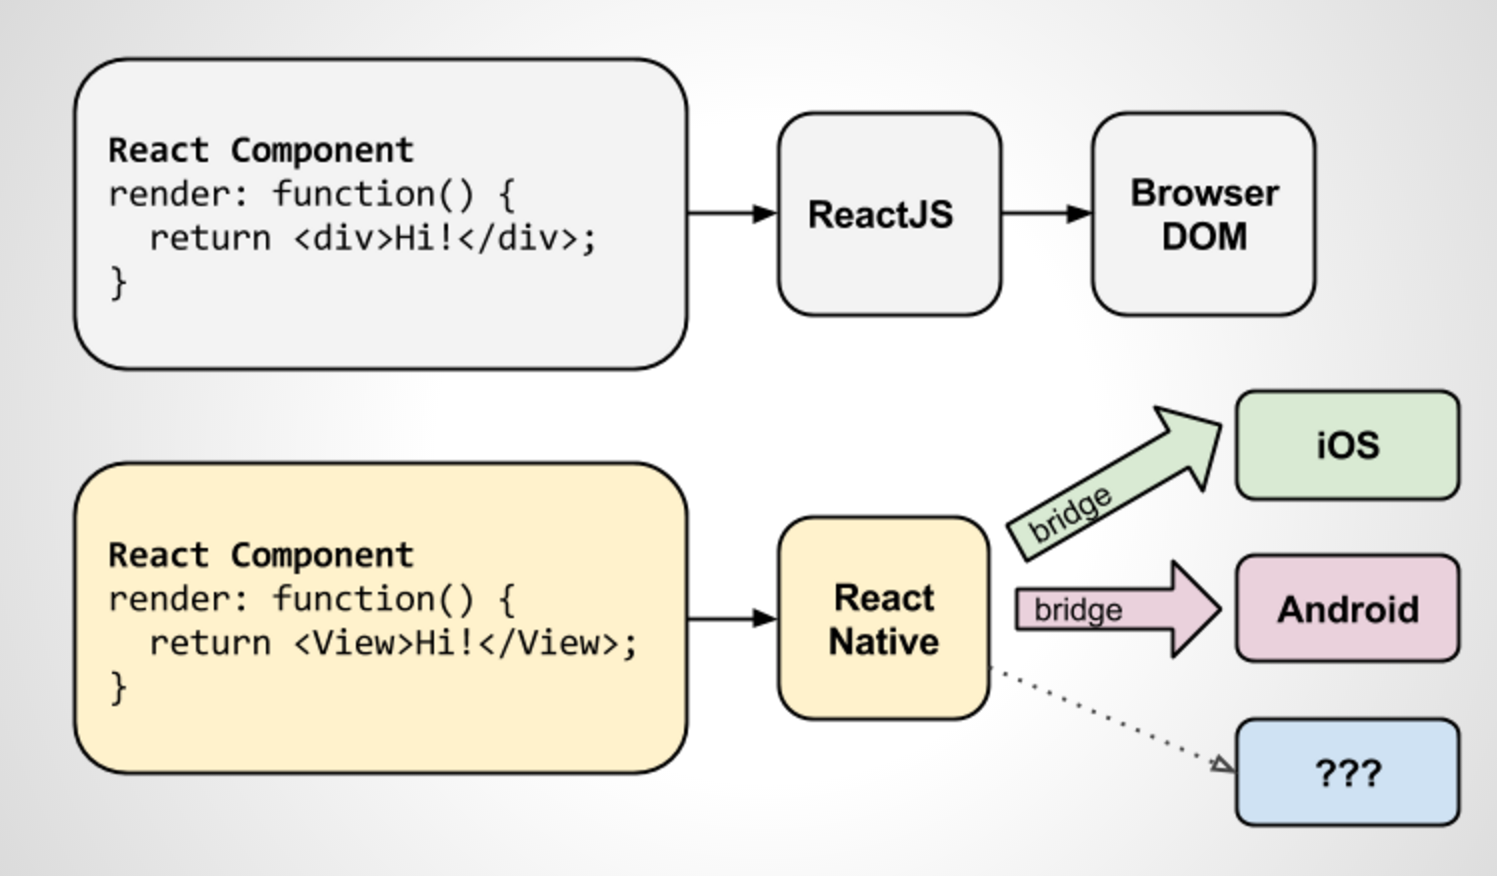 React Component
render: function() {
  return <div>Hi!</div>;
}
ReactJS
Browser
DOM
React Component
render: function() {
  return <View>Hi!</View>;
}
React
Native
bridge
iOS
bridge
Android
???